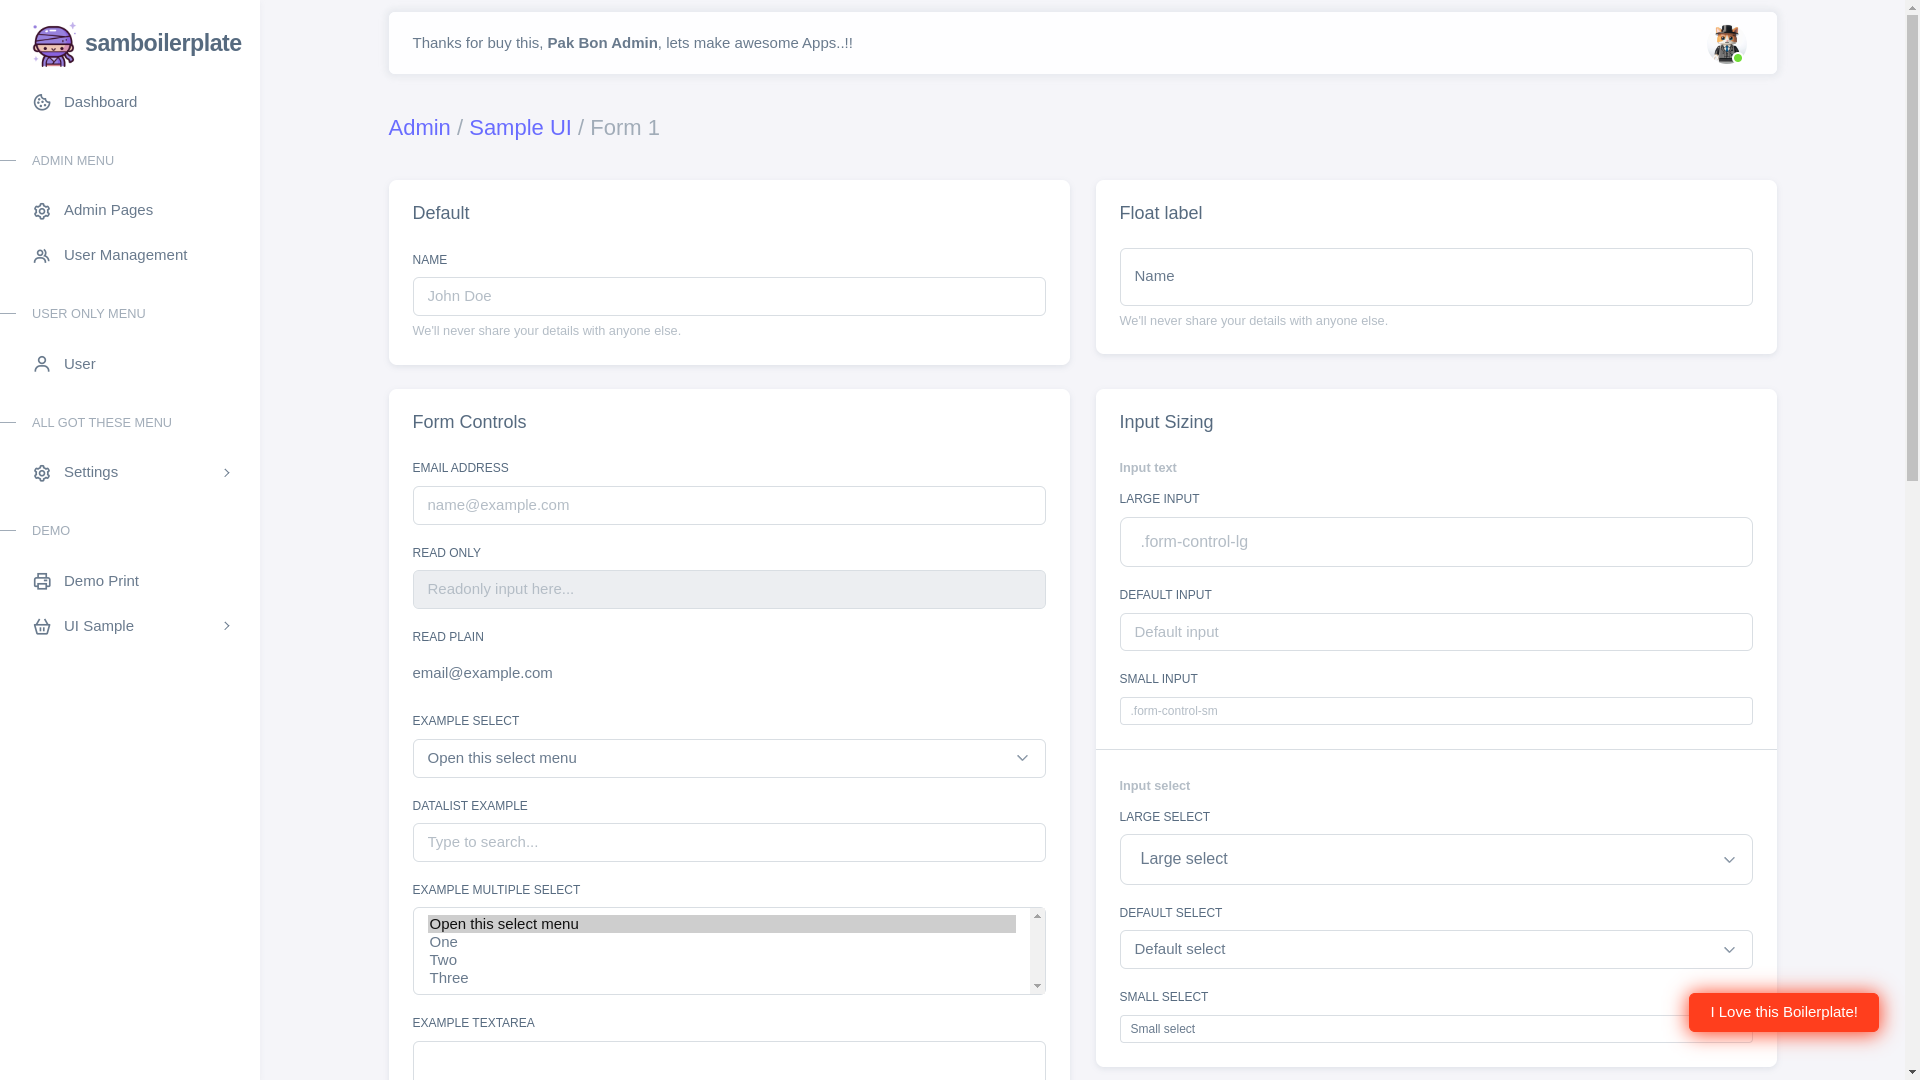 samboilerplate
Dashboard
ADMIN MENU
Admin Pages
User Management
USER ONLY MENU
User
ALL GOT THESE MENU
Settings
DEMO
Demo Print
UI Sample
Thanks for buy this, Pak Bon Admin, lets make awesome Apps..!!
Admin / Sample UI / Form 1
Default
NAME
John Doe
We'll never share your details with anyone else.
Float label
Name
We'll never share your details with anyone else.
Form Controls
EMAIL ADDRESS
name@example.com
READ ONLY
Readonly input here...
READ PLAIN
email@example.com
EXAMPLE SELECT
Open this select menu
DATALIST EXAMPLE
Type to search...
EXAMPLE MULTIPLE SELECT
Open this select menu
One
Two
Three
EXAMPLE TEXTAREA
Input Sizing
Input text
LARGE INPUT
.form-control-lg
DEFAULT INPUT
Default input
SMALL INPUT
.form-control-sm
Input select
LARGE SELECT
Large select
DEFAULT SELECT
Default select
SMALL SELECT
Small select
I Love this Boilerplate!